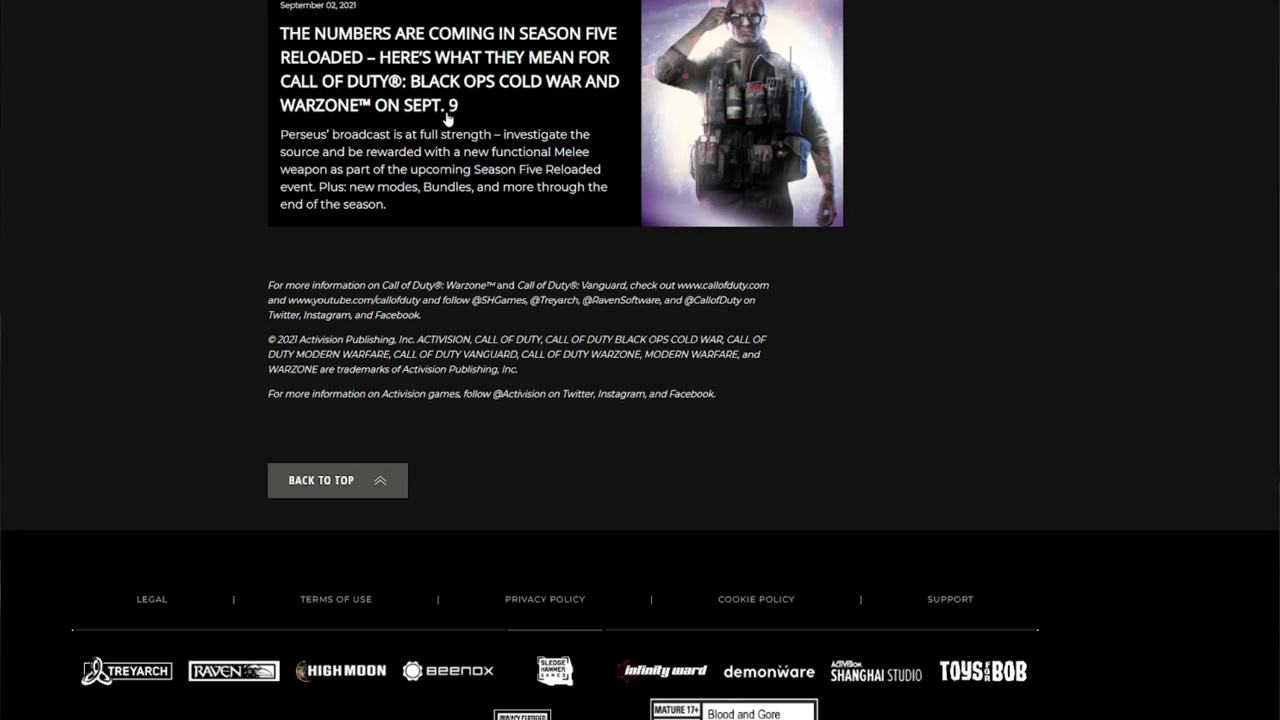 September 02, 2021
THE NUMBERS ARE COMING IN SEASON FIVE
RELOADED – HERE'S WHAT THEY MEAN FOR
CALL OF DUTY®: BLACK OPS COLD WAR AND
WARZONE™ ON SEPT. 9
Perseus' broadcast is at full strength – investigate the
source and be rewarded with a new functional Melee
weapon as part of the upcoming Season Five Reloaded
event. Plus: new modes, Bundles, and more through the
end of the season.
For more information on Call of Duty®: Warzone™ and Call of Duty®: Vanguard, check out www.callofduty.com
and www.youtube.com/callofduty and follow @SHGames, @Treyarch, @RavenSoftware, and @CallofDuty on
Twitter, Instagram, and Facebook.
© 2021 Activision Publishing, Inc. ACTIVISION, CALL OF DUTY, CALL OF DUTY BLACK OPS COLD WAR, CALL OF
DUTY MODERN WARFARE, CALL OF DUTY VANGUARD, CALL OF DUTY WARZONE, MODERN WARFARE, and
WARZONE are trademarks of Activision Publishing, Inc.
For more information on Activision games, follow @Activision on Twitter, Instagram, and Facebook.
BACK TO TOP
LEGAL | TERMS OF USE | PRIVACY POLICY | COOKIE POLICY | SUPPORT
TREYARCH RAVEN HIGH MOON BEENOX SLEDGE HAMMER GAMES infinity ward demonware ACTIVISION SHANGHAI STUDIO TOYS FOR BOB
PRIVACY CERTIFIED MATURE 17+ Blood and Gore